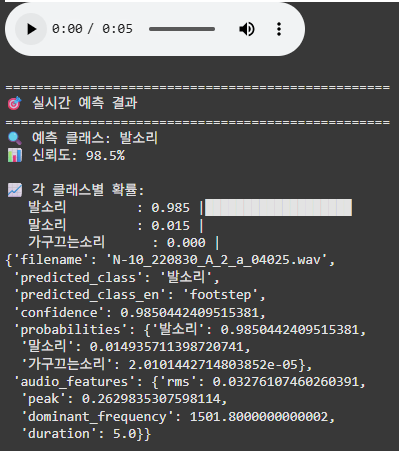 0:00 / 0:05
==================================================
🎯 실시간 예측 결과
==================================================
🔍 예측 클래스: 발소리
📊 신뢰도: 98.5%
📈 각 클래스별 확률:
발소리 : 0.985 |███████████████████
말소리 : 0.015 |
가구끄는소리 : 0.000 |
{'filename': 'N-10_220830_A_2_a_04025.wav',
'predicted_class': '발소리',
'predicted_class_en': 'footstep',
'confidence': 0.9850442409515381,
'probabilities': {'발소리': 0.9850442409515381,
'말소리': 0.014935711398720741,
'가구끄는소리': 2.0101442714803852e-05},
'audio_features': {'rms': 0.03276107460260391,
'peak': 0.2629835307598114,
'dominant_frequency': 1501.8000000000002,
'duration': 5.0}}